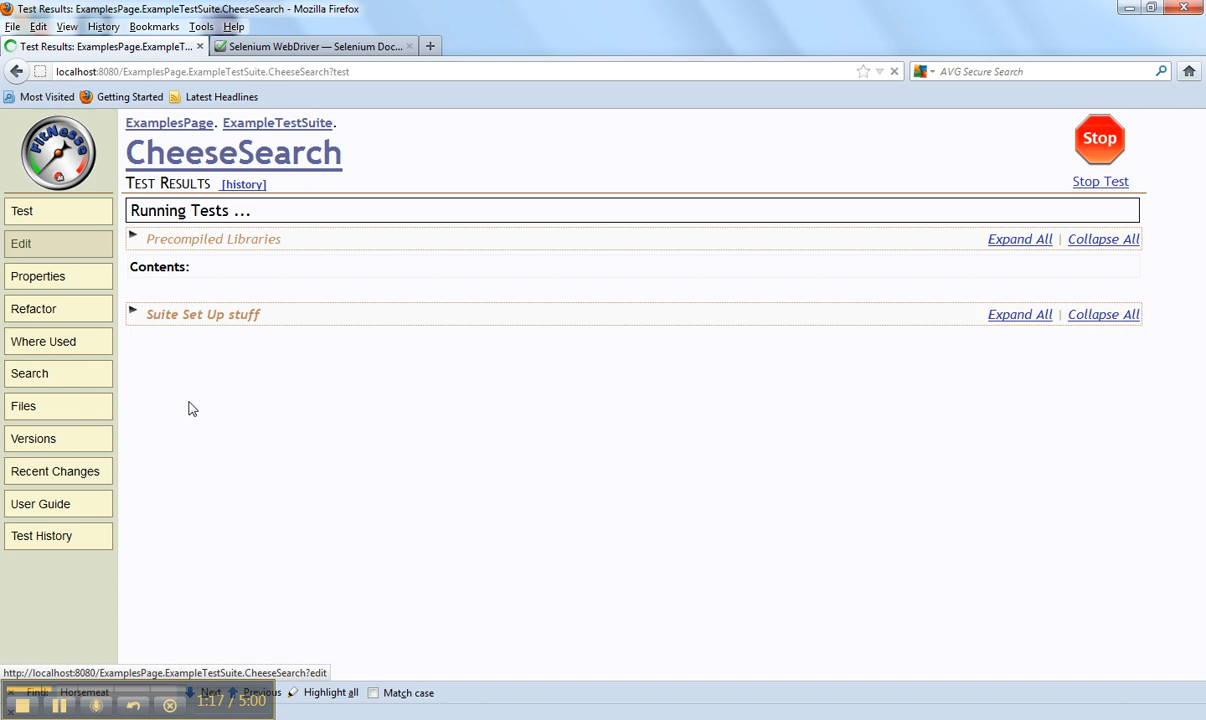 Test Results: ExamplesPage.ExampleTestSuite.CheeseSearch - Mozilla Firefox
File Edit View History Bookmarks Tools Help
Test Results: ExamplesPage.ExampleT... Selenium WebDriver — Selenium Doc...
localhost:8080/ExamplesPage.ExampleTestSuite.CheeseSearch?test AVG Secure Search
Most Visited Getting Started Latest Headlines
FitNesse
ExamplesPage. ExampleTestSuite.
CheeseSearch
Stop
TEST RESULTS [history]
Stop Test
Test
Running Tests ...
Edit
Precompiled Libraries Expand All | Collapse All
Contents:
Properties
Refactor
Suite Set Up stuff Expand All | Collapse All
Where Used
Search
Files
Versions
Recent Changes
User Guide
Test History
http://localhost:8080/ExamplesPage.ExampleTestSuite.CheeseSearch?edit
Find: Horsemeat Next Previous Highlight all Match case
1:17 / 5:00